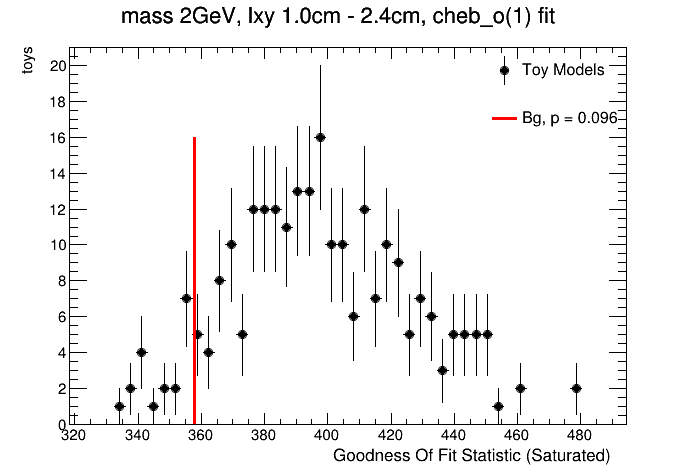 mass 2GeV, lxy 1.0cm - 2.4cm, cheb_o(1) fit
toys
20
18
16
14
12
10
8
6
4
2
0
Toy Models
Bg, p = 0.096
320 340 360 380 400 420 440 460 480
Goodness Of Fit Statistic (Saturated)